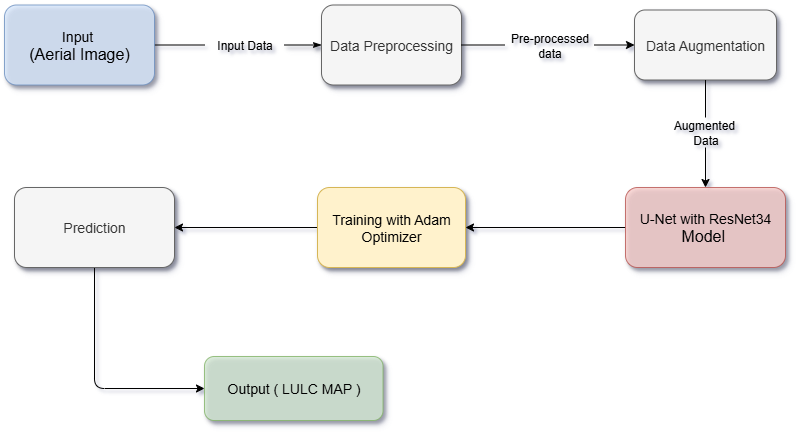 Input
(Aerial Image)
Input Data
Data Preprocessing
Pre-processed
data
Data Augmentation
Augmented
Data
U-Net with ResNet34
Model
Training with Adam
Optimizer
Prediction
Output ( LULC MAP )